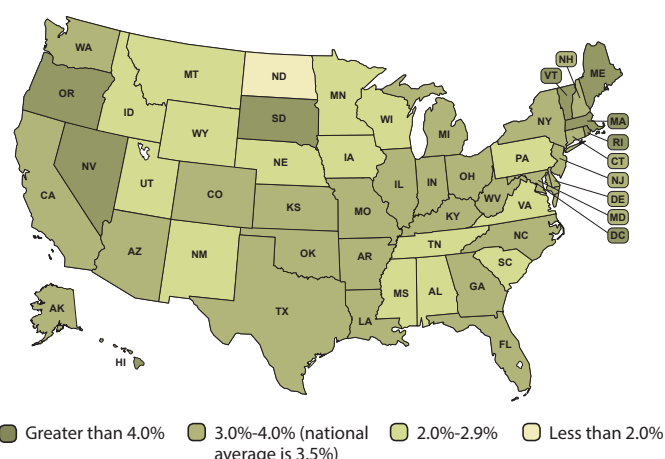 WA
OR
CA
NV
ID
MT
WY
UT
AZ
NM
CO
ND
SD
NE
KS
OK
TX
MN
IA
MO
AR
LA
WI
IL
IN
MI
OH
KY
TN
MS
AL
GA
FL
SC
NC
VA
WV
PA
NY
VT
NH
ME
MA
RI
CT
NJ
DE
MD
DC
AK
HI
Greater than 4.0%
3.0%-4.0% (national
average is 3.5%)
2.0%-2.9%
Less than 2.0%